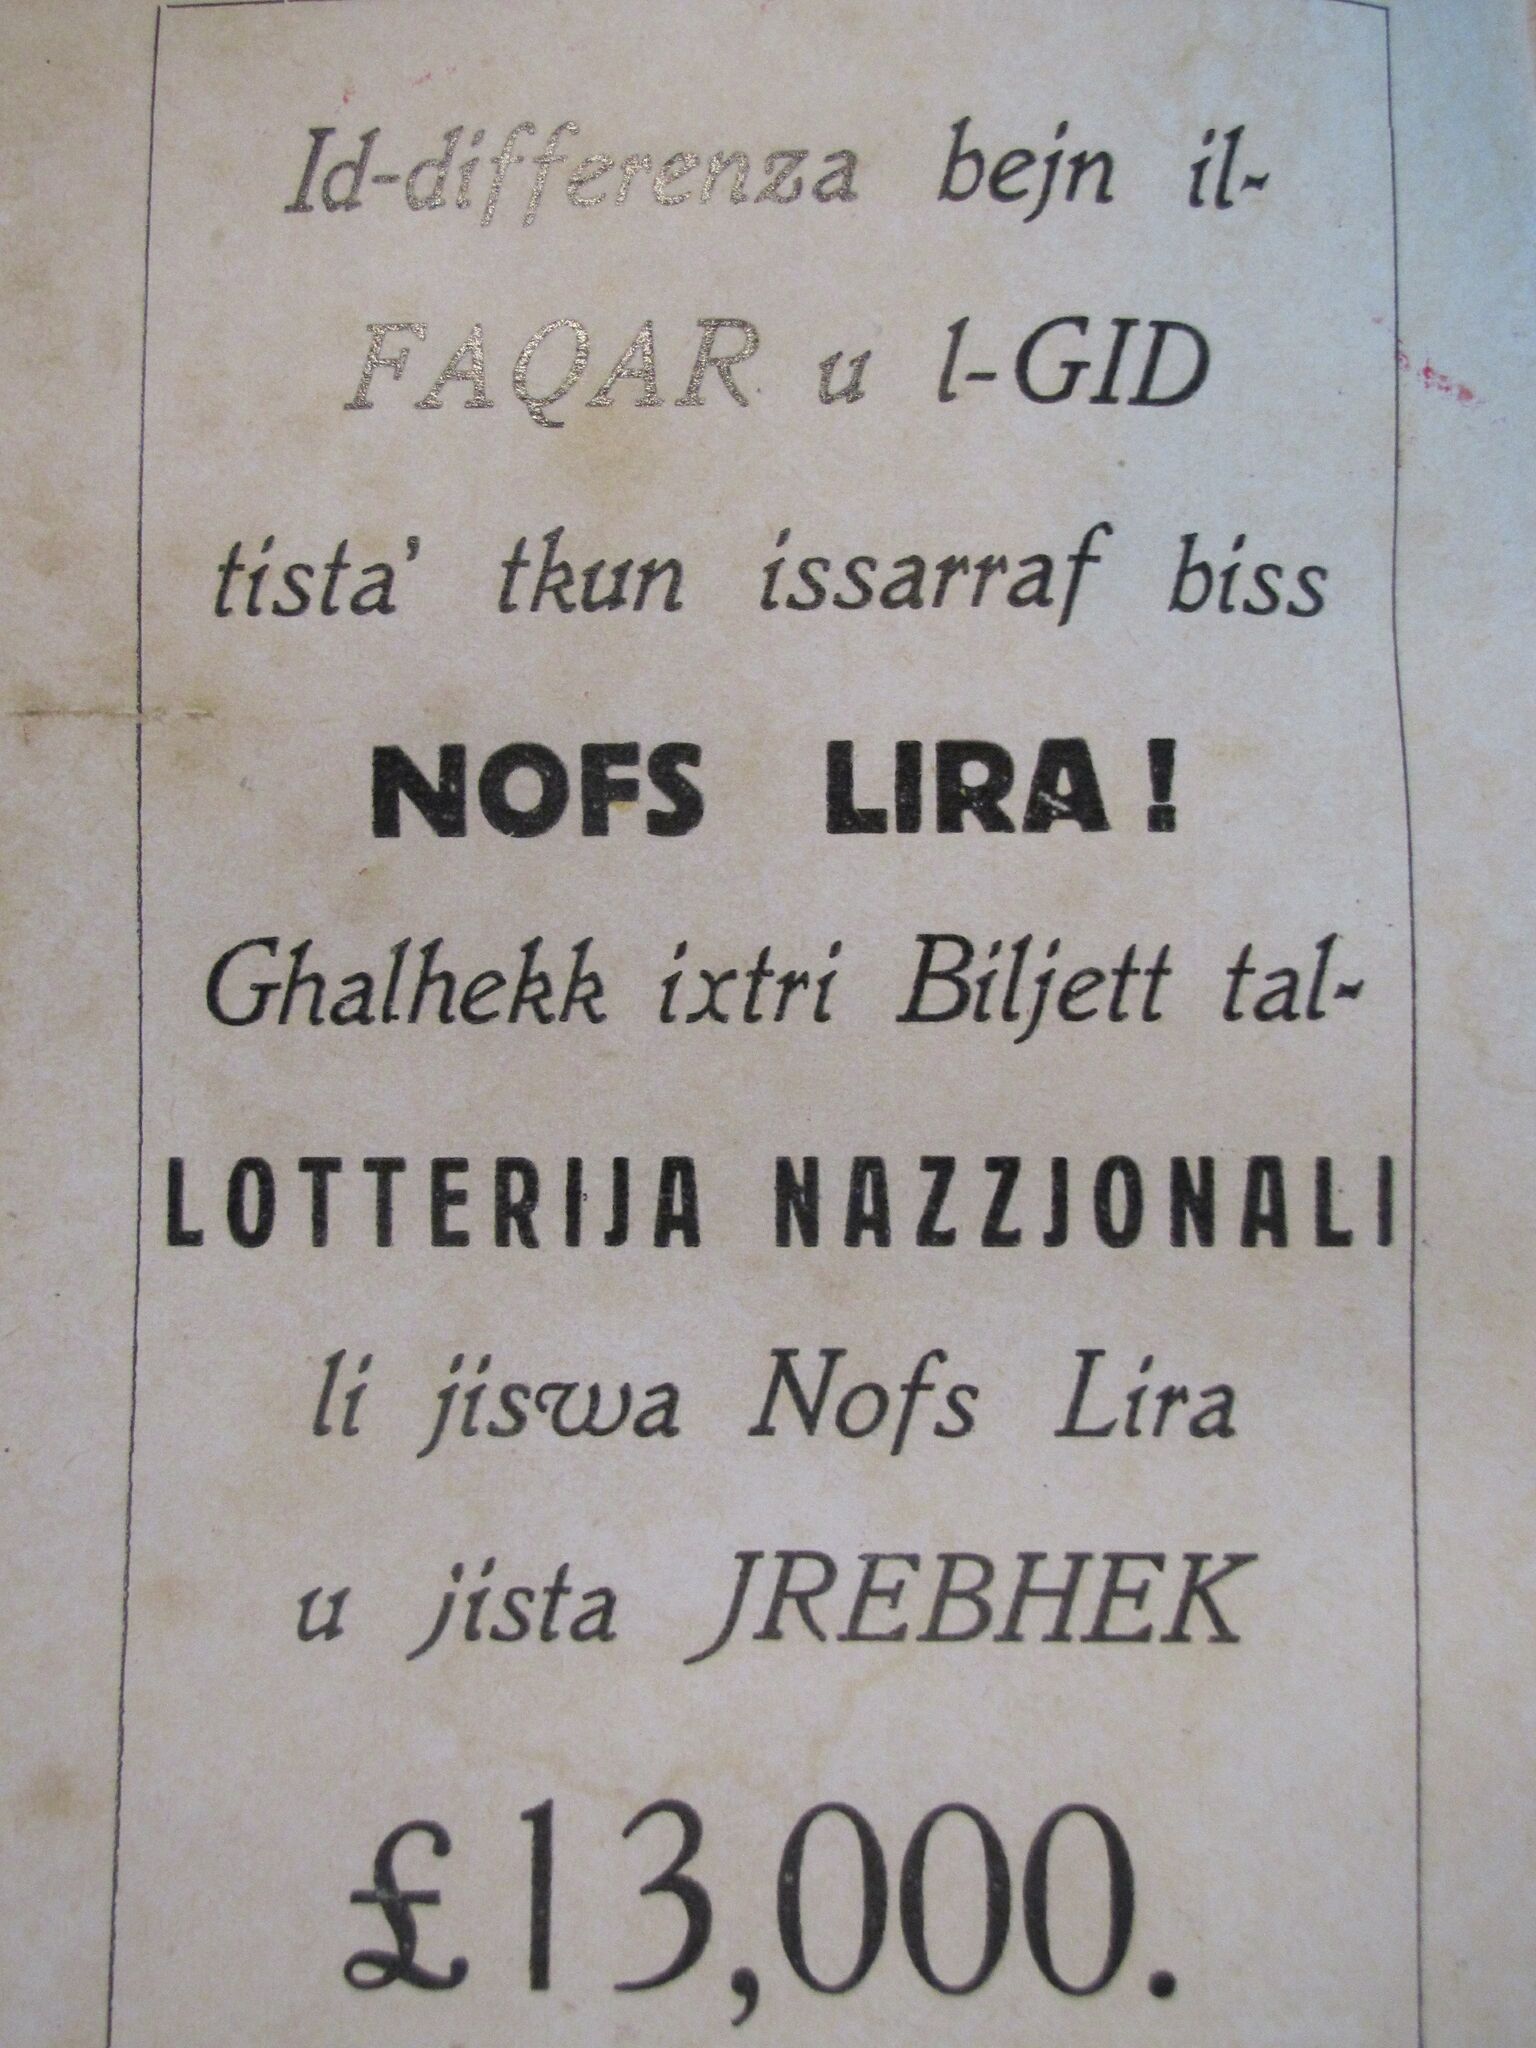 Id-differenza bejn il-
FAQAR u l-GID
tista' tkun issarraf biss
NOFS LIRA!
Ghalhekk ixtri Biljett tal-
LOTTERIJA NAZZJONALI
li jiswa Nofs Lira
u jista JREBHEK
£13,000.